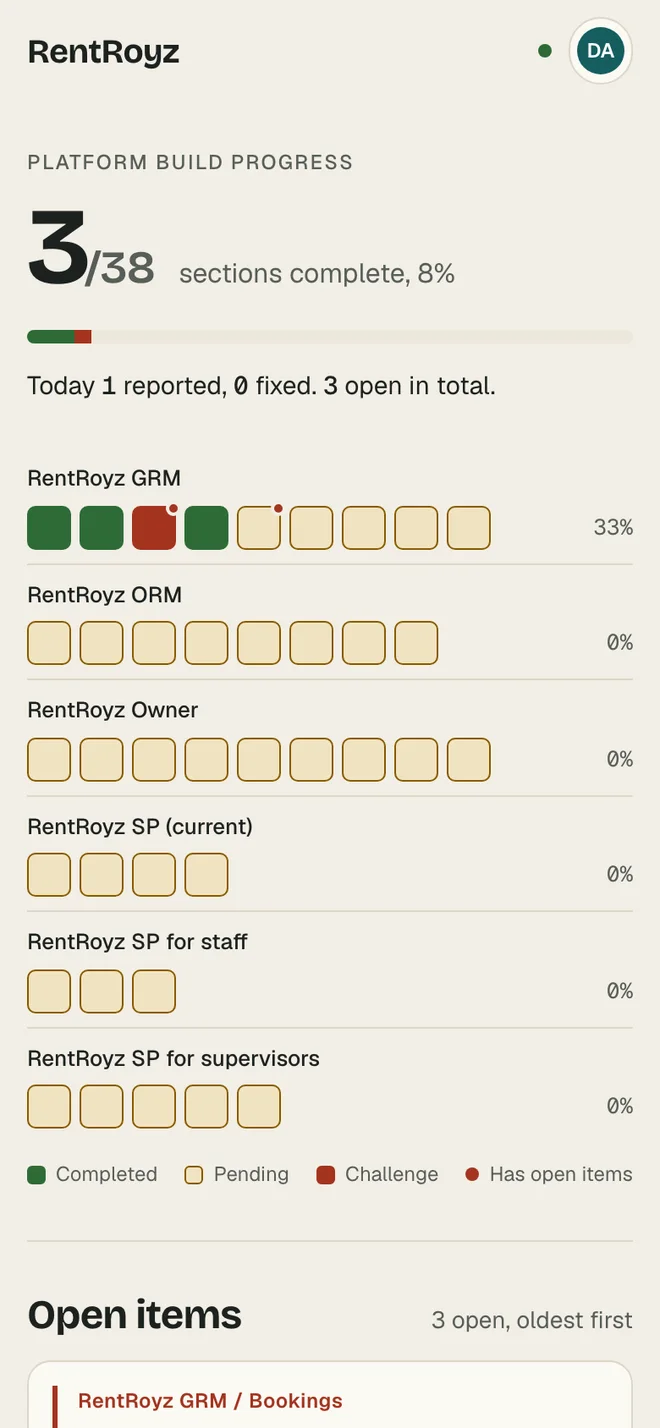 RentRoyz
DA
PLATFORM BUILD PROGRESS
3/38 sections complete, 8%
Today 1 reported, 0 fixed. 3 open in total.
RentRoyz GRM
33%
RentRoyz ORM
0%
RentRoyz Owner
0%
RentRoyz SP (current)
0%
RentRoyz SP for staff
0%
RentRoyz SP for supervisors
0%
Completed Pending Challenge Has open items
Open items 3 open, oldest first
RentRoyz GRM / Bookings